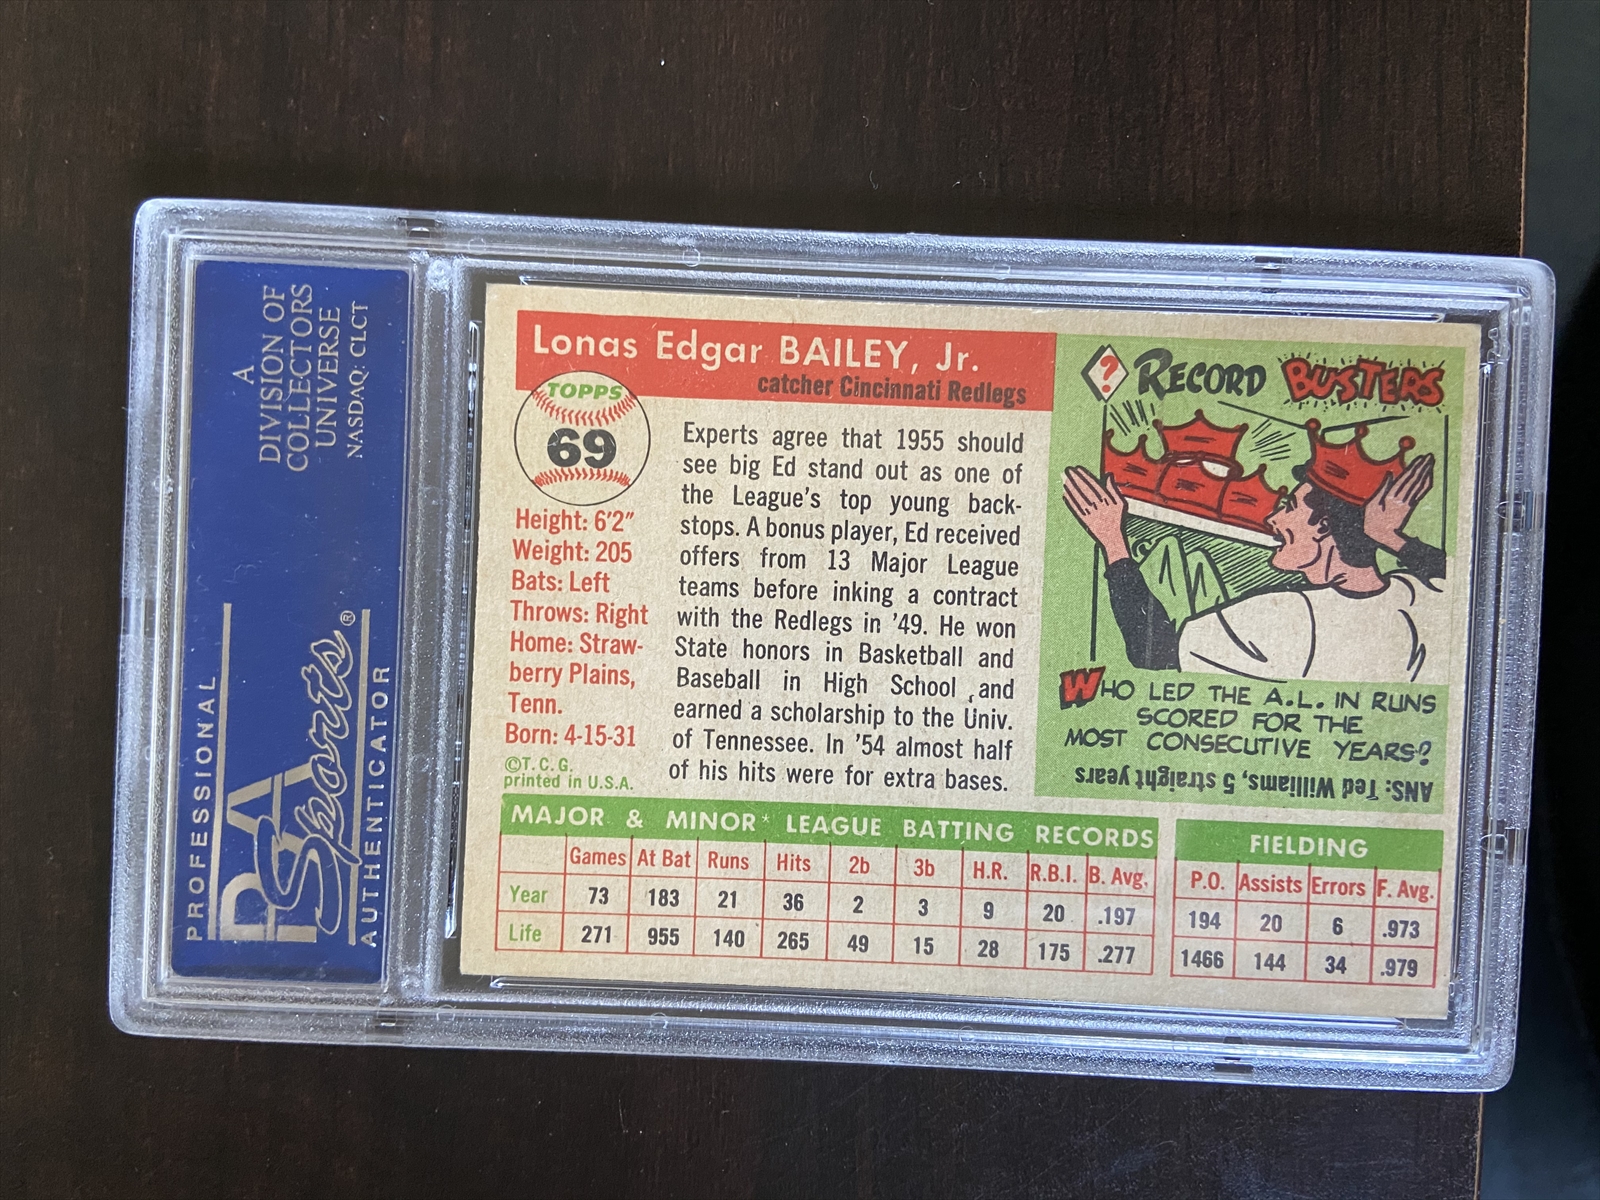 A
DIVISION OF
COLLECTORS
UNIVERSE
NASDAQ: CLCT
PROFESSIONAL
PSA
Sports®
AUTHENTICATOR
Lonas Edgar BAILEY, Jr.
catcher Cincinnati Redlegs
TOPPS
69
Height: 6'2"
Weight: 205
Bats: Left
Throws: Right
Home: Straw-
berry Plains,
Tenn.
Born: 4-15-31
©T. C. G.
printed in U.S.A.
Experts agree that 1955 should
see big Ed stand out as one of
the League's top young back-
stops. A bonus player, Ed received
offers from 13 Major League
teams before inking a contract
with the Redlegs in '49. He won
State honors in Basketball and
Baseball in High School and
earned a scholarship to the Univ.
of Tennessee. In '54 almost half
of his hits were for extra bases.
? RECORD BUSTERS
WHO LED THE A.L. IN RUNS
SCORED FOR THE
MOST CONSECUTIVE YEARS?
ANS: Ted Williams, 5 straight years
MAJOR & MINOR* LEAGUE BATTING RECORDS
Games At Bat Runs Hits 2b 3b H.R. R.B.I. B. Avg.
Year 73 183 21 36 2 3 9 20 .197
Life 271 955 140 265 49 15 28 175 .277
FIELDING
P.O. Assists Errors F. Avg.
194 20 6 .973
1466 144 34 .979